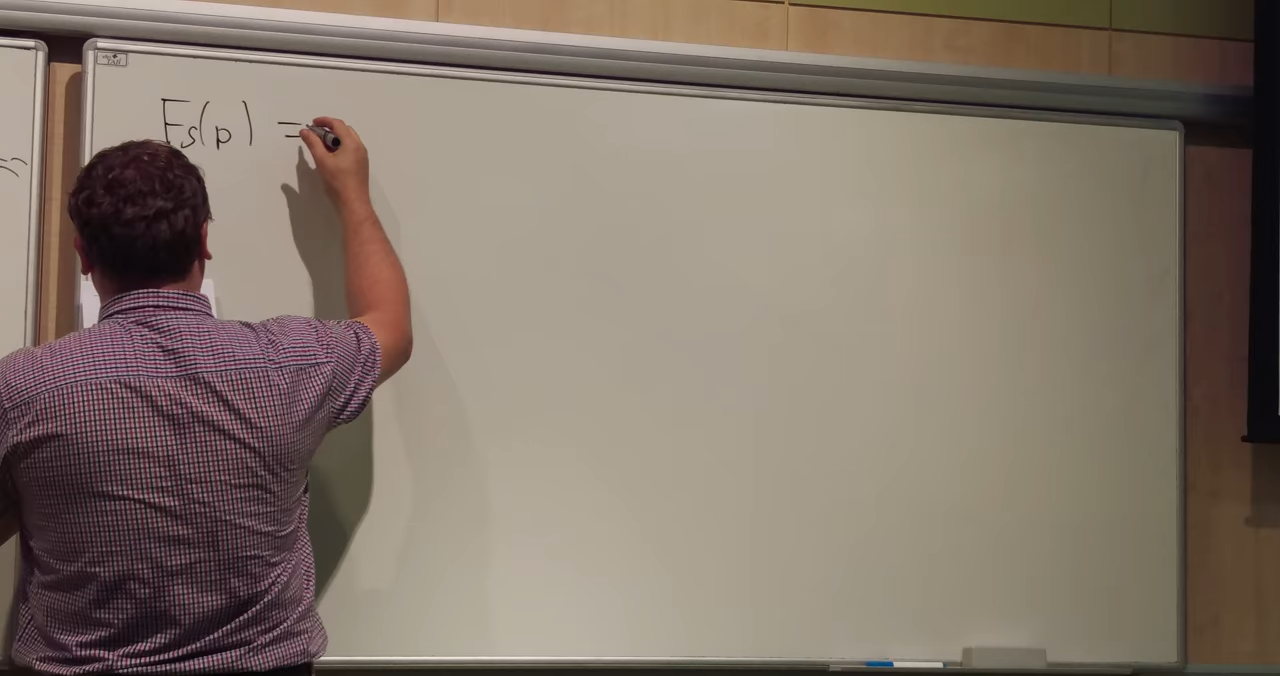 Fs(p) =